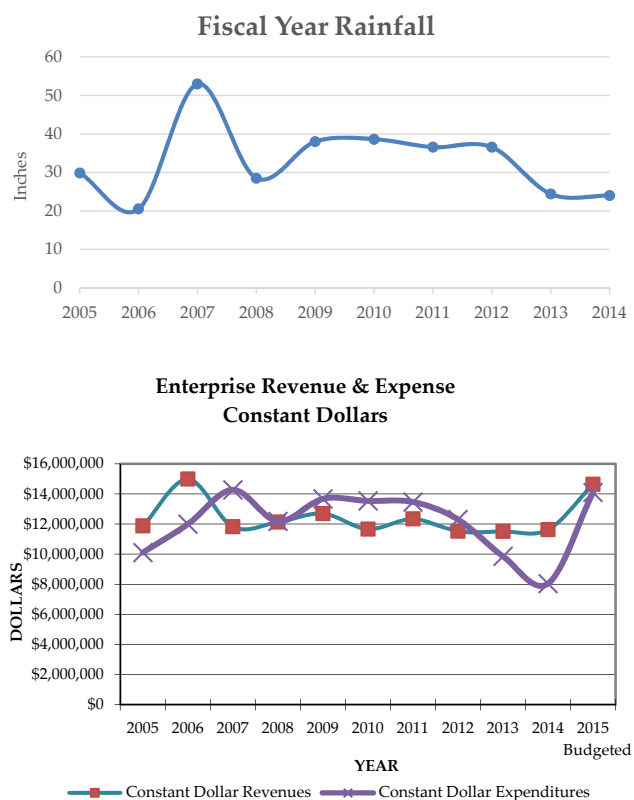 Fiscal Year Rainfall
60
50
40
30
20
10
0
Inches
2005 2006 2007 2008 2009 2010 2011 2012 2013 2014
Enterprise Revenue & Expense
Constant Dollars
$16,000,000
$14,000,000
$12,000,000
$10,000,000
$8,000,000
$6,000,000
$4,000,000
$2,000,000
$0
DOLLARS
2005 2006 2007 2008 2009 2010 2011 2012 2013 2014 2015
Budgeted
YEAR
Constant Dollar Revenues Constant Dollar Expenditures